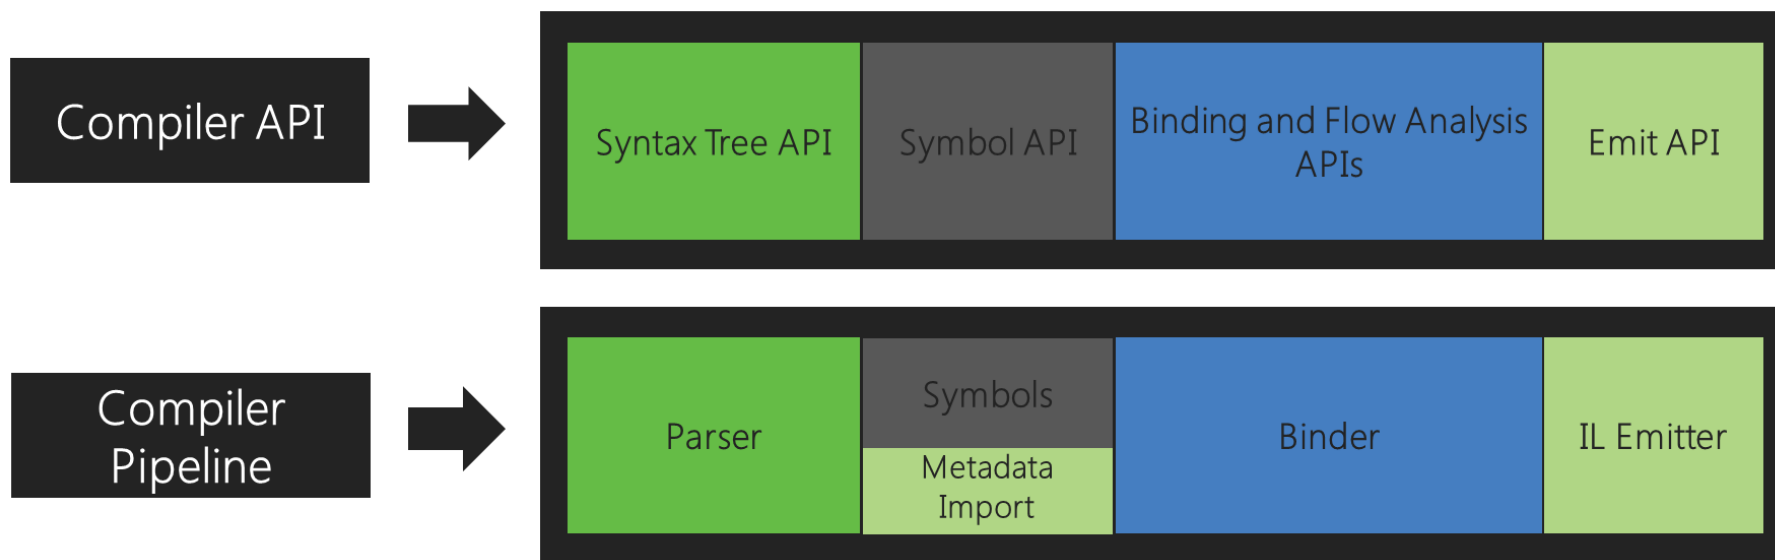 Compiler API
Syntax Tree API
Symbol API
Binding and Flow Analysis
APIs
Emit API
Compiler
Pipeline
Parser
Symbols
Metadata
Import
Binder
IL Emitter